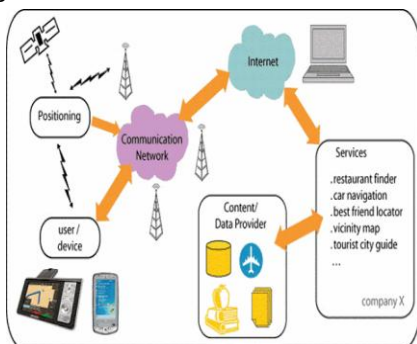 Internet
Positioning
Communication
Network
Services
.restaurant finder
.car navigation
.best friend locator
.vicinity map
.tourist city guide
...
company X
Content/
Data Provider
user /
device